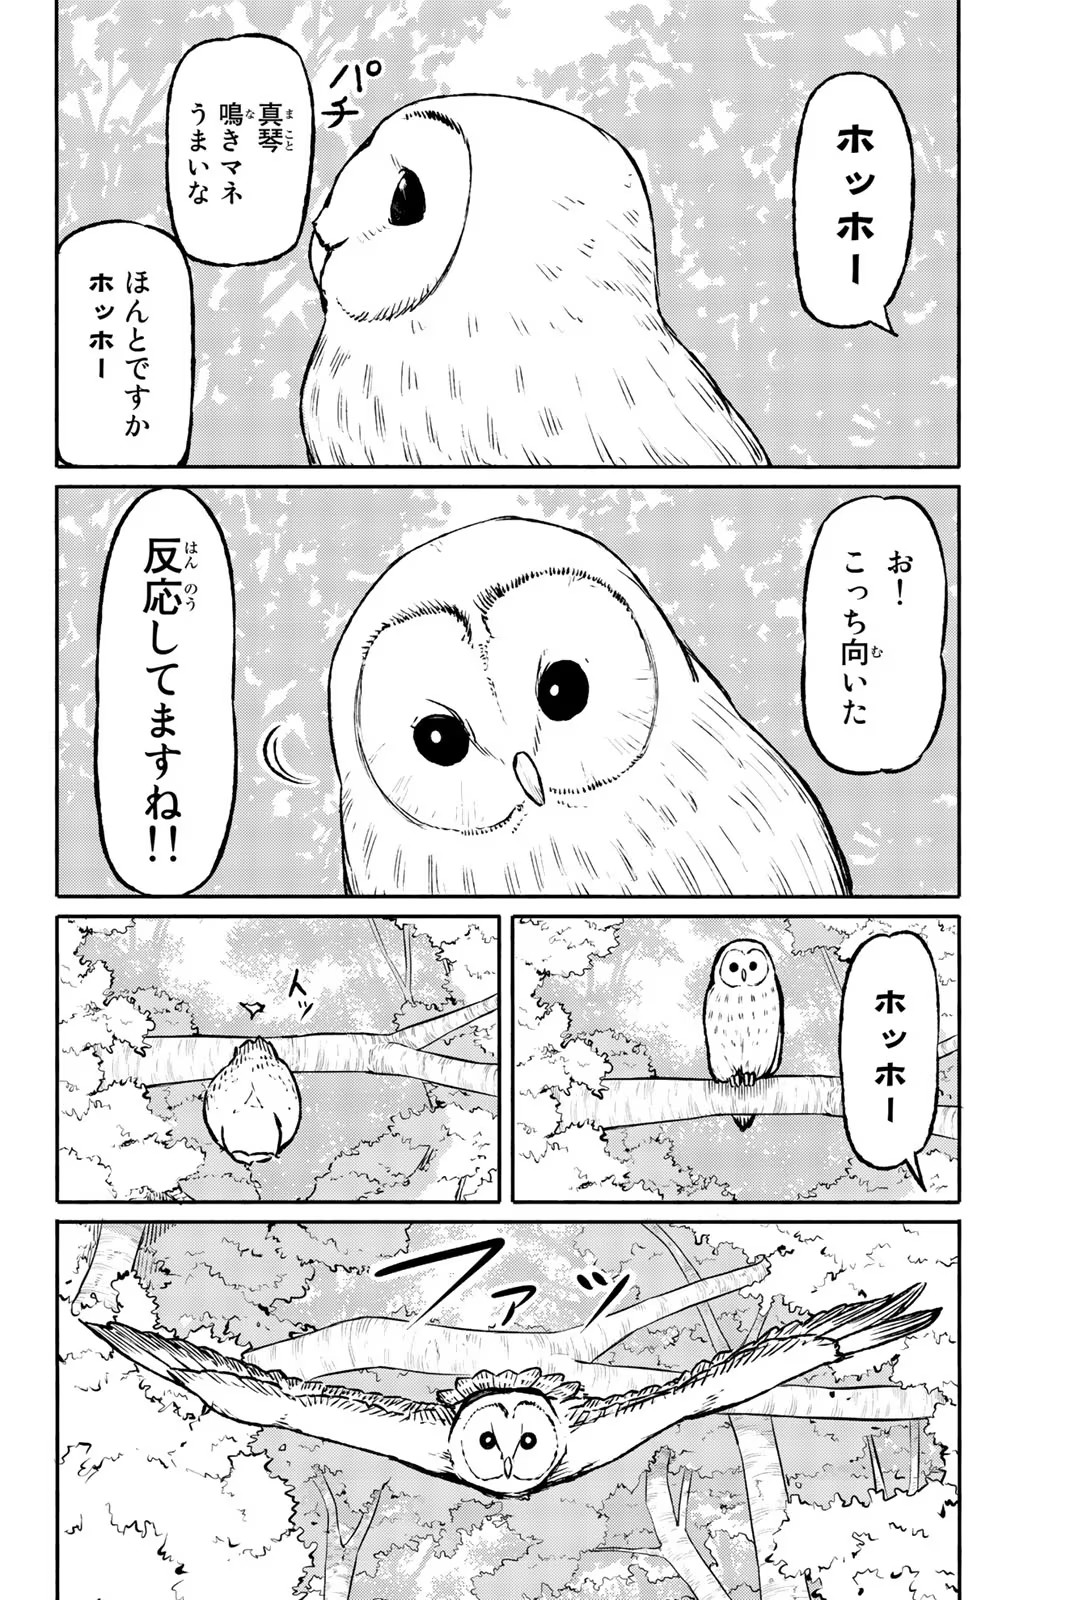 ホッホー
パチ
真琴
鳴きマネ
うまいな
ほんとですか
ホッホー
お！
こっち向いた
反応してますね!!
ホッホー
トッ
ファッ